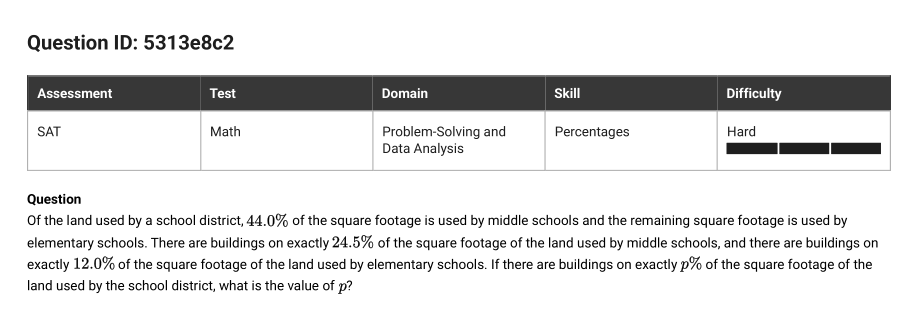 Question ID: 5313e8c2
Assessment Test Domain Skill Difficulty
SAT Math Problem-Solving and Data Analysis Percentages Hard
Question
Of the land used by a school district, 44.0% of the square footage is used by middle schools and the remaining square footage is used by
elementary schools. There are buildings on exactly 24.5% of the square footage of the land used by middle schools, and there are buildings on
exactly 12.0% of the square footage of the land used by elementary schools. If there are buildings on exactly p% of the square footage of the
land used by the school district, what is the value of p?